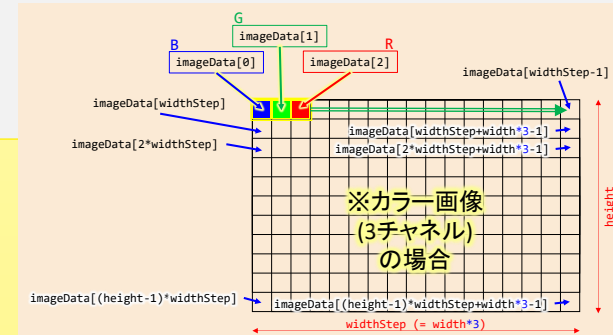 G
imageData[1]
B
R
imageData[0]
imageData[2]
imageData[widthStep-1]
imageData[widthStep]
imageData[widthStep+width*3-1]
imageData[2*widthStep]
imageData[2*widthStep+width*3-1]
※カラー画像
(3チャネル)
の場合
height
imageData[(height-1)*widthStep]
imageData[(height-1)*widthStep+width*3-1]
widthStep (= width*3)